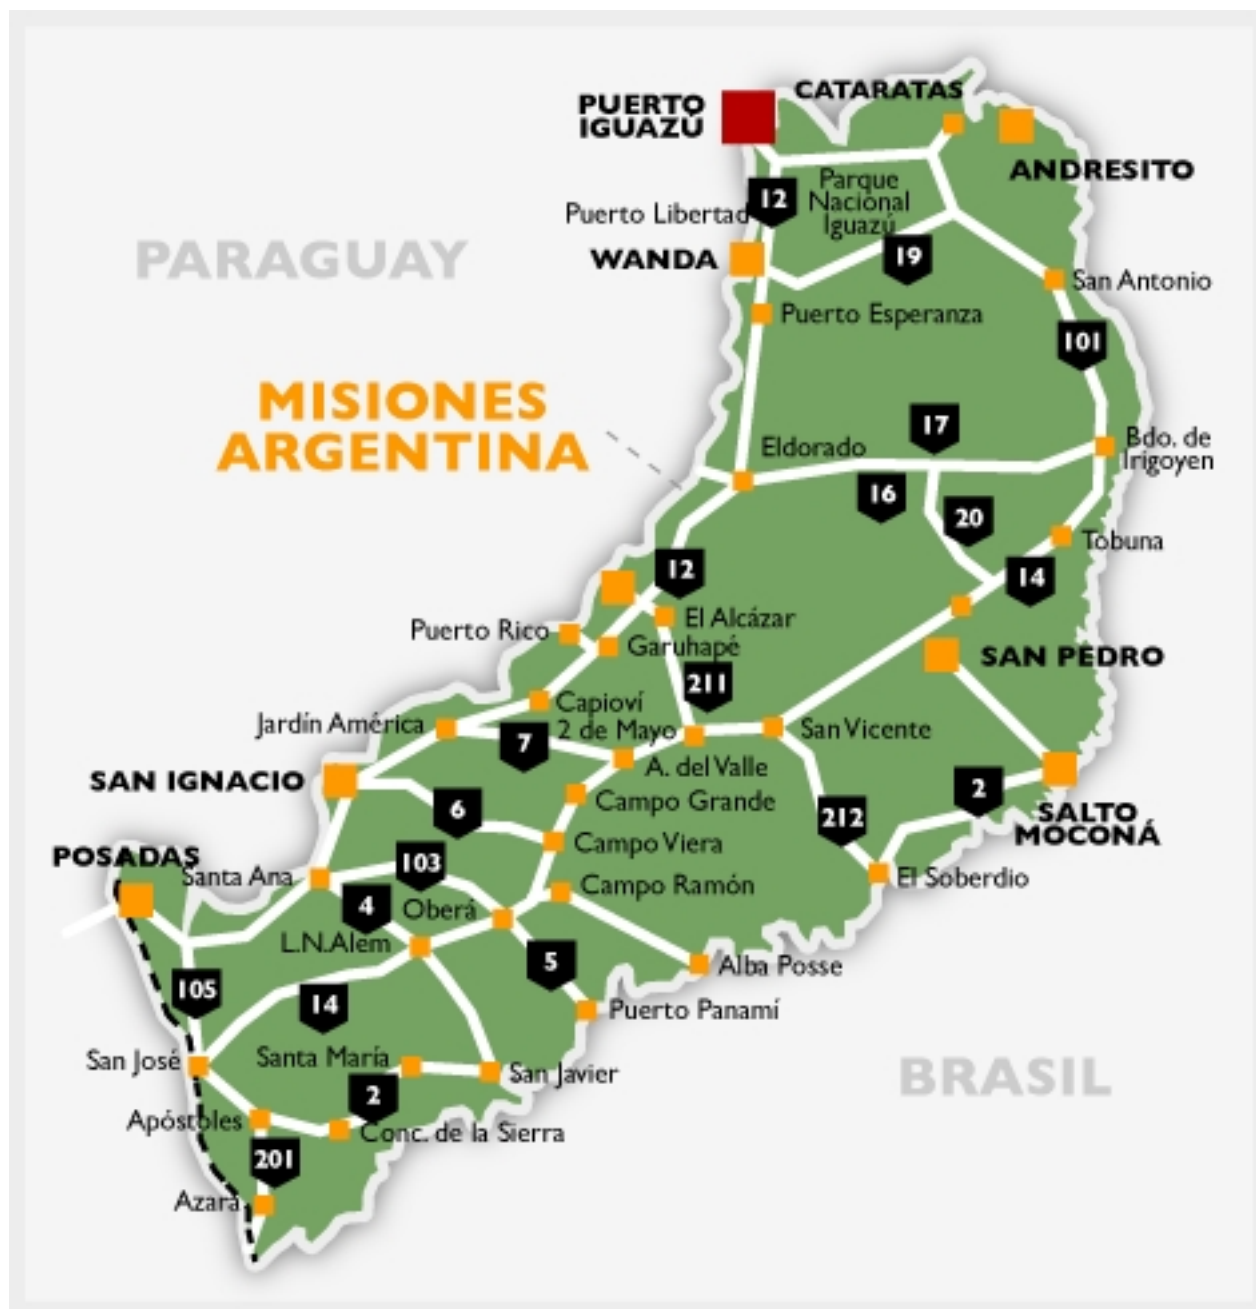 CATARATAS
PUERTO
IGUAZÚ
ANDRESITO
Parque
Nacional
Iguazú
12
Puerto Libertad
19
WANDA
PARAGUAY
San Antonio
Puerto Esperanza
101
MISIONES
ARGENTINA
17
Eldorado
Bdo. de
Irigoyen
16
20
Tobuna
12
14
El Alcázar
Puerto Rico
Garuhapé
SAN PEDRO
211
Capioví
Jardín América
2 de Mayo
San Vicente
7
A. del Valle
SAN IGNACIO
2
Campo Grande
6
212
SALTO
MOCONÁ
Campo Viera
POSADAS
103
Santa Ana
El Soberdio
Campo Ramón
4
Oberá
L.N.Alem
5
Alba Posse
105
14
Puerto Panamí
San José
Santa María
San Javier
BRASIL
2
Apóstoles
Conc. de la Sierra
201
Azara